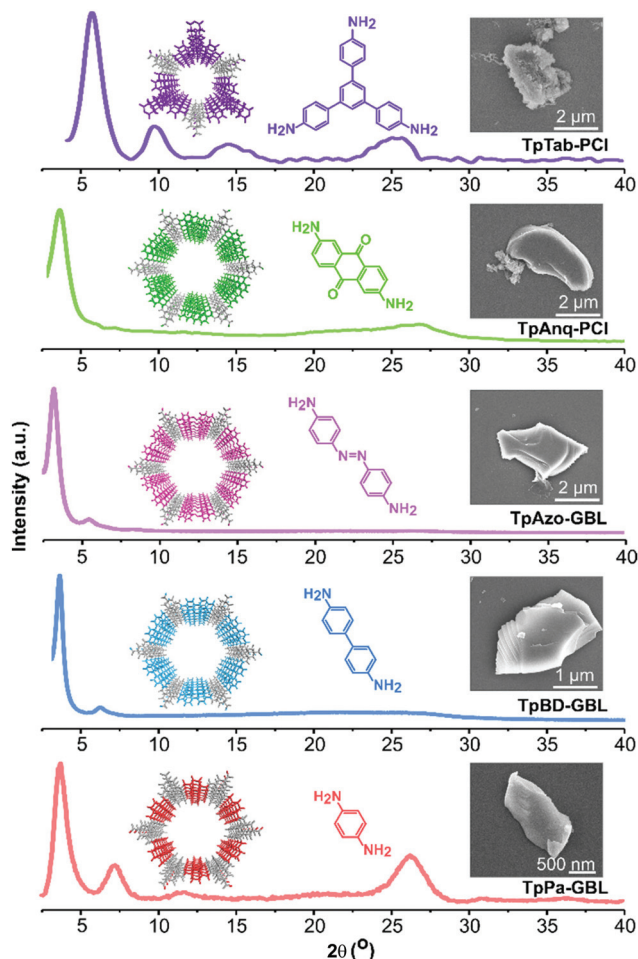 NH2
H2N
NH2
2 µm
TpTab-PCI
5 10 15 20 25 30 35 40
H2N
O
O
NH2
2 µm
TpAnq-PCI
5 10 15 20 25 30 35 40
H2N
N=N
NH2
2 µm
TpAzo-GBL
5 10 15 20 25 30 35 40
H2N
NH2
1 µm
TpBD-GBL
5 10 15 20 25 30 35 40
H2N
NH2
500 nm
TpPa-GBL
5 10 15 20 25 30 35 40
2θ (°)
Intensity (a.u.)